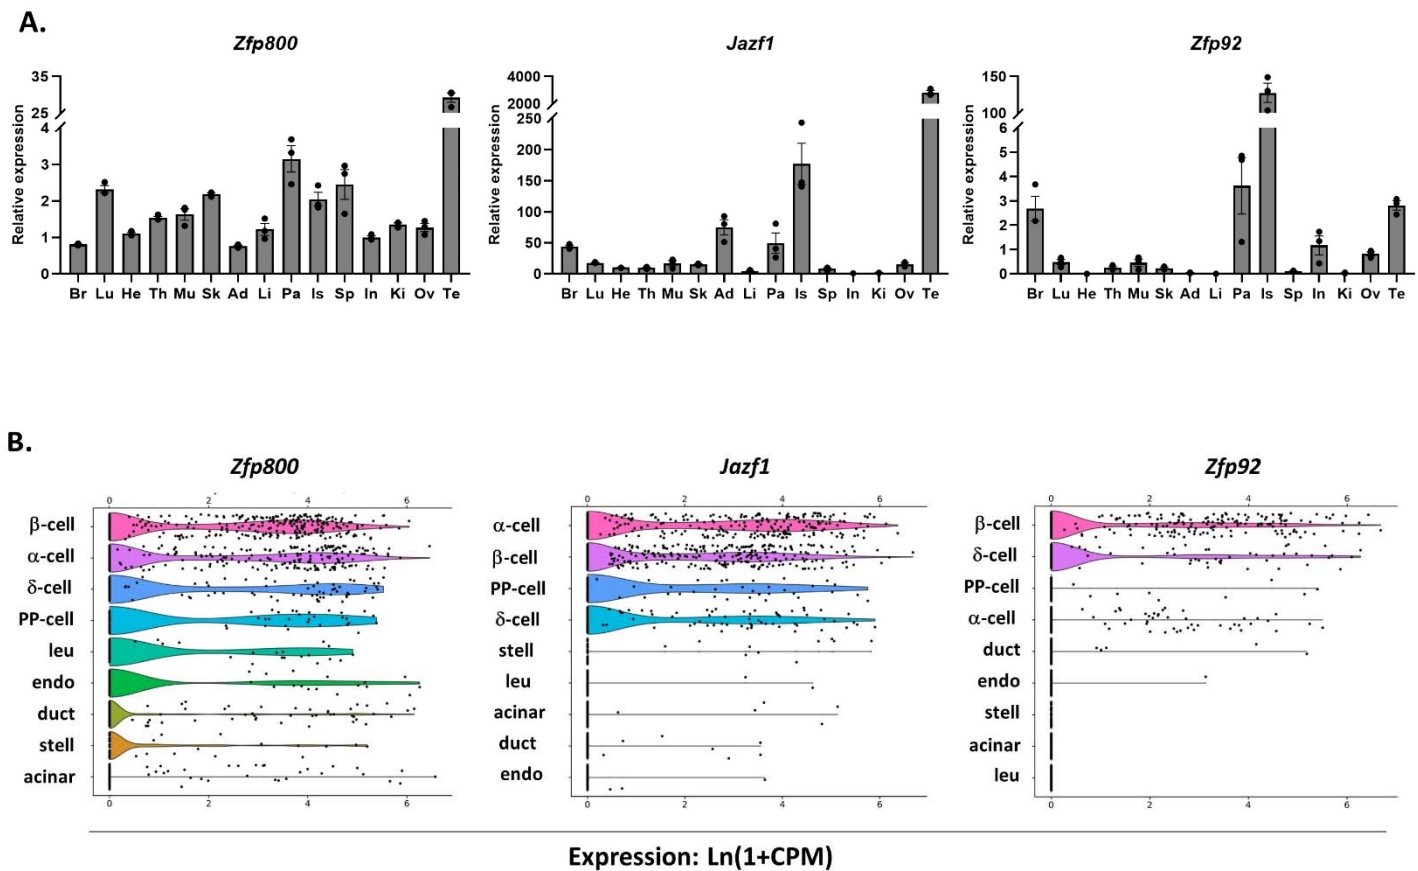 A.
Zfp800
Jazf1
Zfp92
Relative expression
35
25
4
3
2
1
0
Br Lu He Th Mu Sk Ad Li Pa Is Sp In Ki Ov Te
Relative expression
4000
2000
250
200
150
100
50
0
Br Lu He Th Mu Sk Ad Li Pa Is Sp In Ki Ov Te
Relative expression
150
100
6
5
4
3
2
1
0
Br Lu He Th Mu Sk Ad Li Pa Is Sp In Ki Ov Te
B.
Zfp800
0 2 4 6
β-cell
α-cell
δ-cell
PP-cell
leu
endo
duct
stell
acinar
0 2 4 6
Jazf1
0 2 4 6
α-cell
β-cell
PP-cell
δ-cell
stell
leu
acinar
duct
endo
0 2 4 6
Zfp92
0 2 4 6
β-cell
δ-cell
PP-cell
α-cell
duct
endo
stell
acinar
leu
0 2 4 6
Expression: Ln(1+CPM)